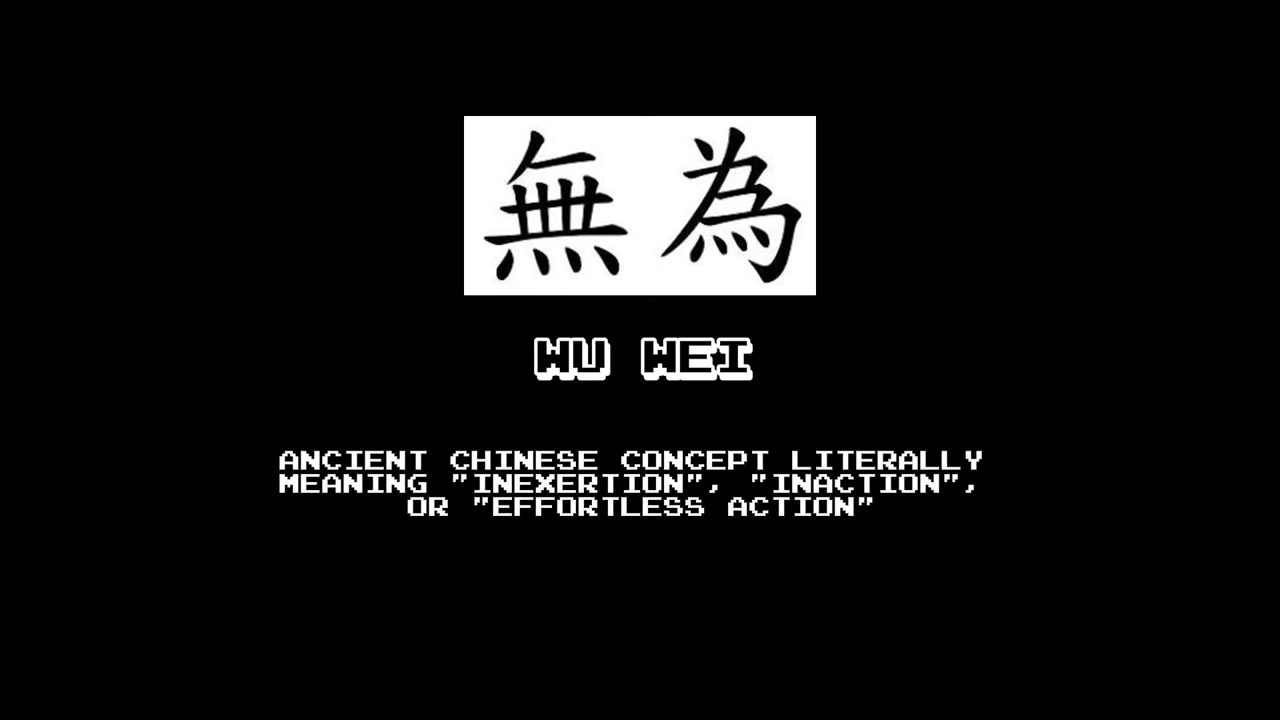 無為
WU WEI
ANCIENT CHINESE CONCEPT LITERALLY
MEANING "INEXERTION", "INACTION",
OR "EFFORTLESS ACTION"